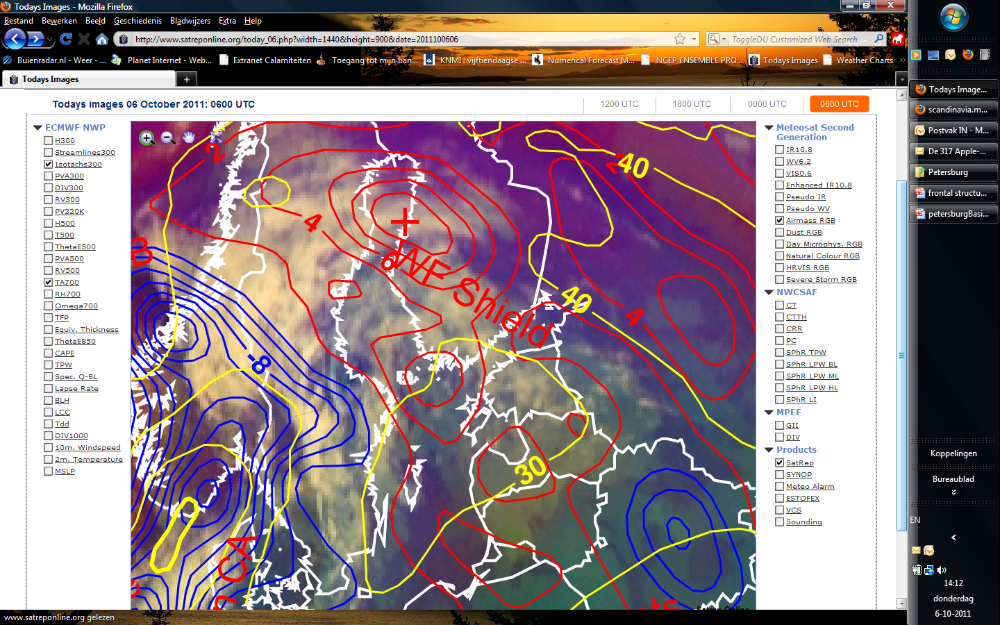 Todays Images - Mozilla Firefox
Bestand Bewerken Beeld Geschiedenis Bladwijzers Extra Help
http://www.satreponline.org/today_06.php?width=1440&height=900&date=2011100606
ToggleDU Customized Web Search
Buienradar.nl - Weer - ...
Planet Internet - Web...
Extranet Calamiteiten
Toegang tot mijn ban...
KNMI : vijftiendaagse ...
Numerical Forecast M...
NCEP ENSEMBLE PRO...
Todays Images
Weather Charts
Todays Images
Todays images 06 October 2011: 0600 UTC
1200 UTC
1800 UTC
0000 UTC
0600 UTC
ECMWF NWP
H300
Streamlines300
Isotachs300
PVA300
DIV300
RV300
PV320K
H500
T500
ThetaE500
PVA500
RV500
TA700
RH700
Omega700
TFP
Equiv. Thickness
ThetaE850
CAPE
TPW
Spec. Q-BL
Lapse Rate
BLH
LCC
Tdd
DIV1000
10m. Windspeed
2m. Temperature
MSLP
2
4
-8
WF Shield
40
40
4
30
Meteosat Second
Generation
IR10.8
WV6.2
VIS0.6
Enhanced IR10.8
Pseudo IR
Pseudo WV
Airmass RGB
Dust RGB
Day Microphys. RGB
Natural Colour RGB
HRVIS RGB
Severe Storm RGB
NWCSAF
CT
CTTH
CRR
PC
SPhR TPW
SPhR LPW BL
SPhR LPW ML
SPhR LPW HL
SPhR LI
MPEF
GII
DIV
Products
SatRep
SYNOP
Meteo Alarm
ESTOFEX
VCS
Sounding
www.satreponline.org gelezen
Todays Image...
scandinavia.m...
Postvak IN - M...
De 317 Apple-...
Petersburg
frontal structu...
petersburgBasi...
Koppelingen
Bureaublad
EN
14:12
donderdag
6-10-2011